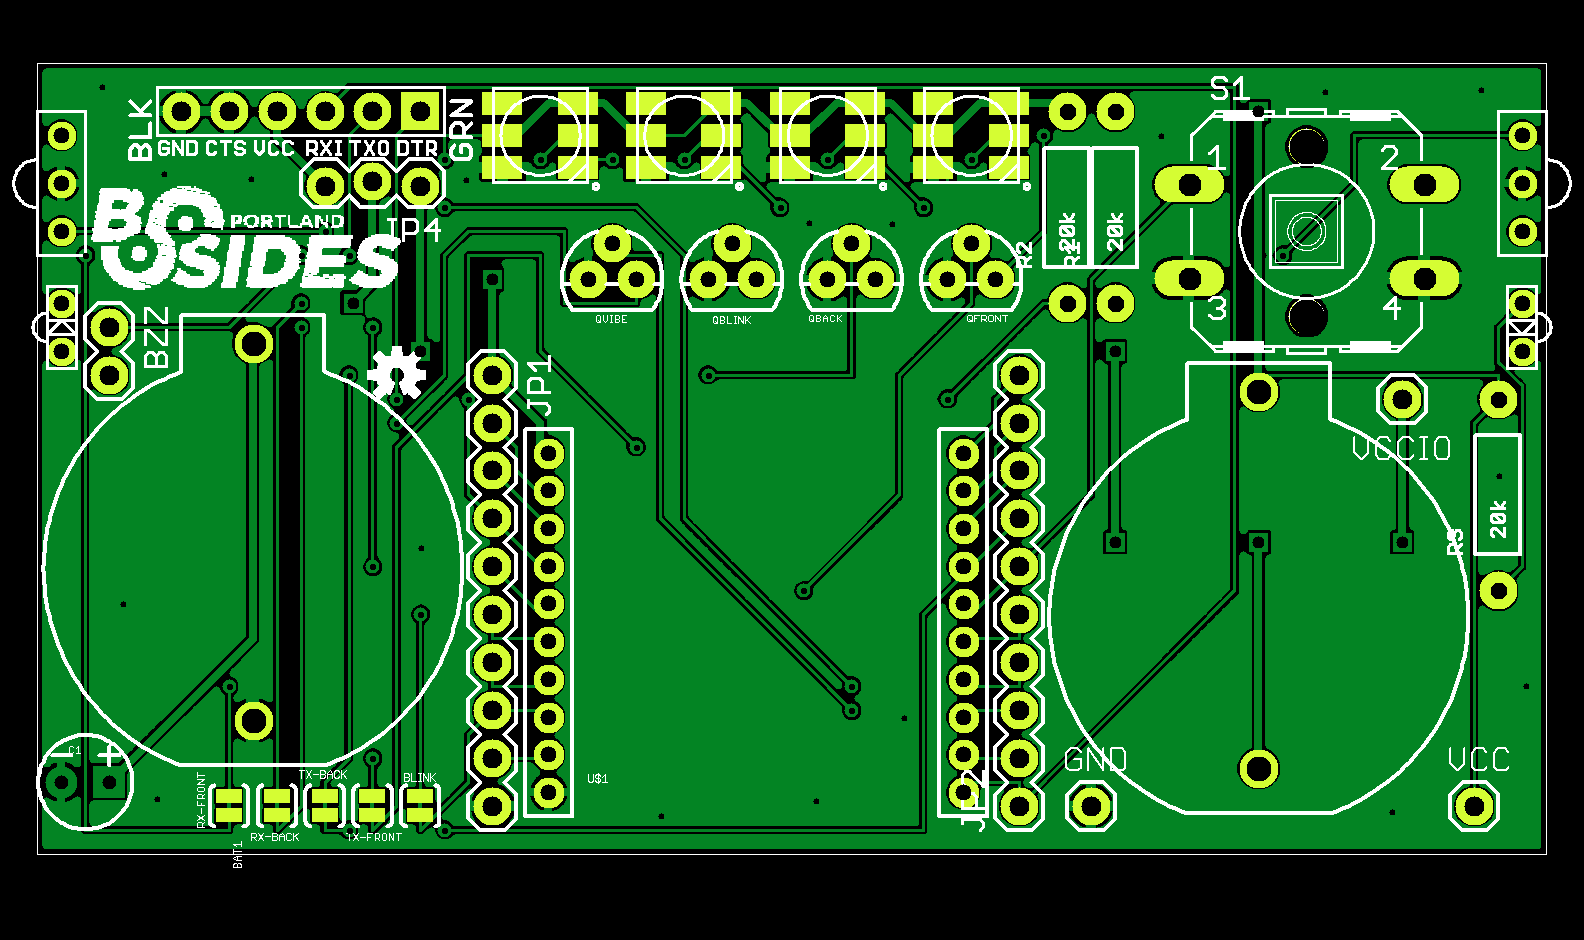 BLK
GND CTS VCC RXI TXO DTR
GRN
S1
1
2
3
4
BSIDES
PORTLAND
JP4
R2
20k
R1
20k
QVIBE
QBLINK
QBACK
QFRONT
BZZ
JP1
VCCIO
20k
R3
GND
VCC
C1
- +
U$1
JP2
RX-FRONT
TX-BACK
BLINK
RX-BACK
TX-FRONT
BAT1